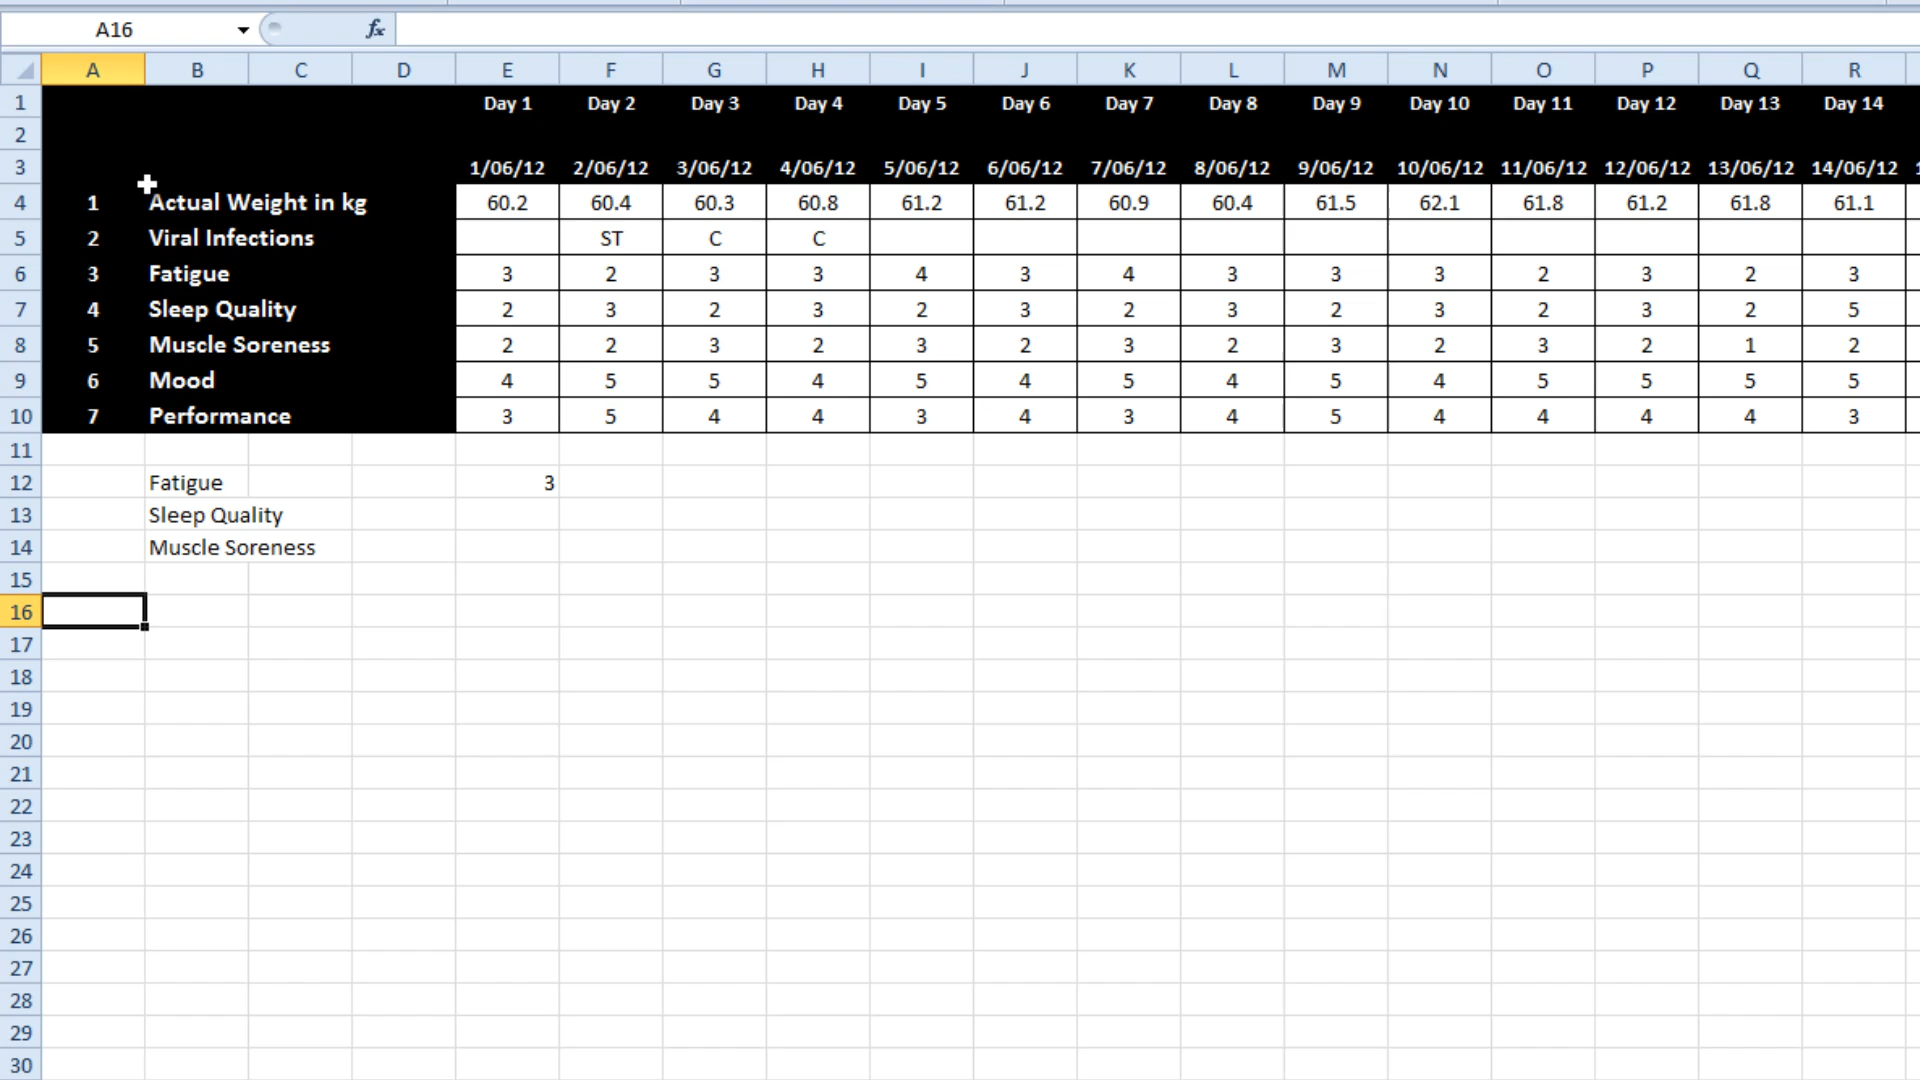 A16 fx
A B C D E F G H I J K L M N O P Q R
1 Day 1 Day 2 Day 3 Day 4 Day 5 Day 6 Day 7 Day 8 Day 9 Day 10 Day 11 Day 12 Day 13 Day 14
2
3 1/06/12 2/06/12 3/06/12 4/06/12 5/06/12 6/06/12 7/06/12 8/06/12 9/06/12 10/06/12 11/06/12 12/06/12 13/06/12 14/06/12
4 1 Actual Weight in kg 60.2 60.4 60.3 60.8 61.2 61.2 60.9 60.4 61.5 62.1 61.8 61.2 61.8 61.1
5 2 Viral Infections ST C C
6 3 Fatigue 3 2 3 3 4 3 4 3 3 3 2 3 2 3
7 4 Sleep Quality 2 3 2 3 2 3 2 3 2 3 2 3 2 5
8 5 Muscle Soreness 2 2 3 2 3 2 3 2 3 2 3 2 1 2
9 6 Mood 4 5 5 4 5 4 5 4 5 4 5 5 5 5
10 7 Performance 3 5 4 4 3 4 3 4 5 4 4 4 4 3
11
12 Fatigue 3
13 Sleep Quality
14 Muscle Soreness
15
16
17
18
19
20
21
22
23
24
25
26
27
28
29
30